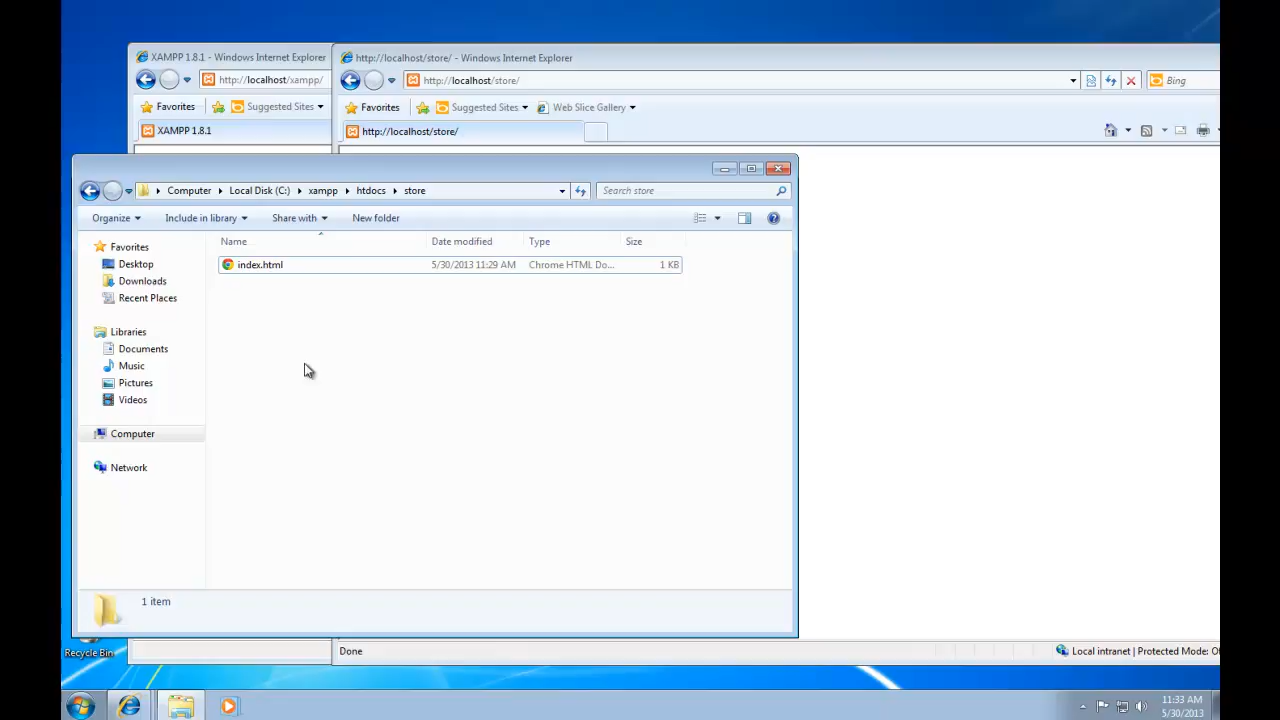 XAMPP 1.8.1 - Windows Internet Explorer
http://localhost/xampp/
Favorites
Suggested Sites
XAMPP 1.8.1
http://localhost/store/ - Windows Internet Explorer
http://localhost/store/
Bing
Favorites
Suggested Sites
Web Slice Gallery
http://localhost/store/
Computer
Local Disk (C:)
xampp
htdocs
store
Search store
Organize
Include in library
Share with
New folder
Name
Date modified
Type
Size
index.html
5/30/2013 11:29 AM
Chrome HTML Do...
1 KB
Favorites
Desktop
Downloads
Recent Places
Libraries
Documents
Music
Pictures
Videos
Computer
Network
1 item
Recycle Bin
Done
Local intranet | Protected Mode: Of
11:33 AM
5/30/2013